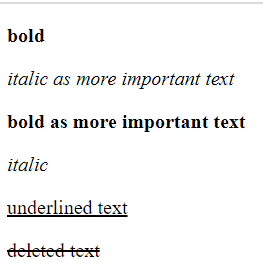 bold
italic as more important text
bold as more important text
italic
underlined text
deleted text